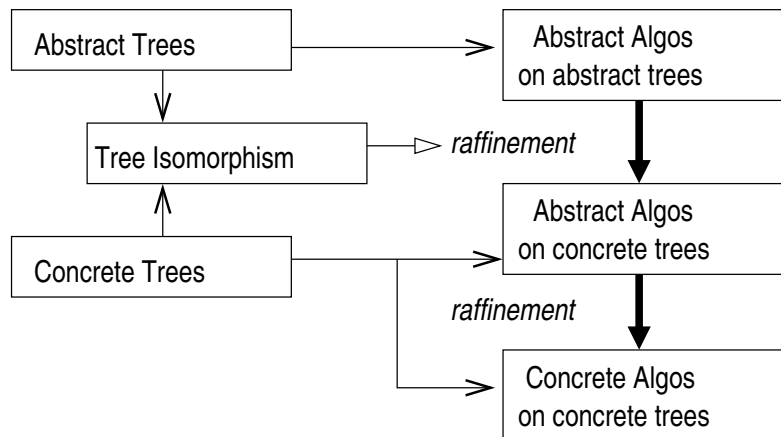 Abstract Trees
Abstract Algos
on abstract trees
Tree Isomorphism
raffinement
Abstract Algos
on concrete trees
Concrete Trees
raffinement
Concrete Algos
on concrete trees